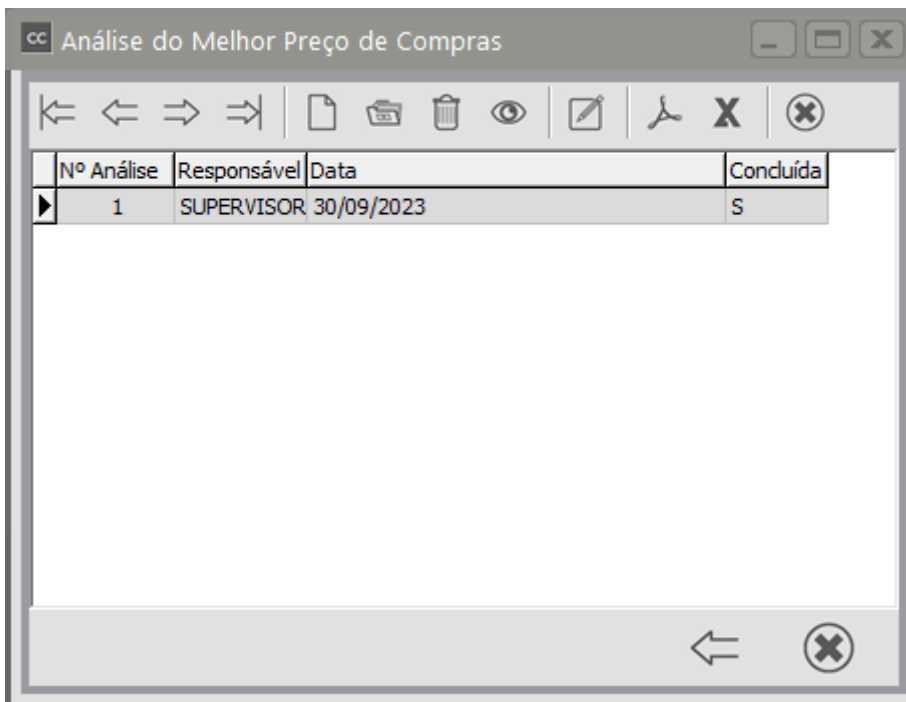 CC Análise do Melhor Preço de Compras
Nº Análise Responsável Data Concluída
1 SUPERVISOR 30/09/2023 S